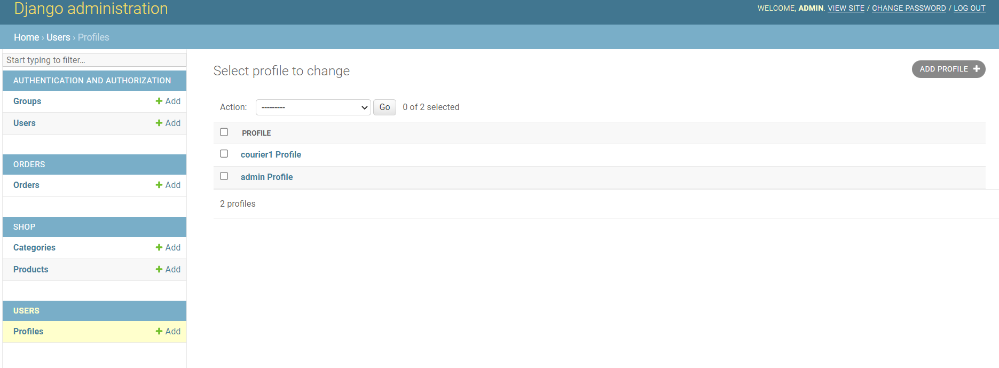 Django administration
WELCOME, ADMIN. VIEW SITE / CHANGE PASSWORD / LOG OUT
Home › Users › Profiles
Start typing to filter...
AUTHENTICATION AND AUTHORIZATION
Groups + Add
Users + Add
ORDERS
Orders + Add
SHOP
Categories + Add
Products + Add
USERS
Profiles + Add
Select profile to change
ADD PROFILE +
Action: --------- Go 0 of 2 selected
PROFILE
courier1 Profile
admin Profile
2 profiles